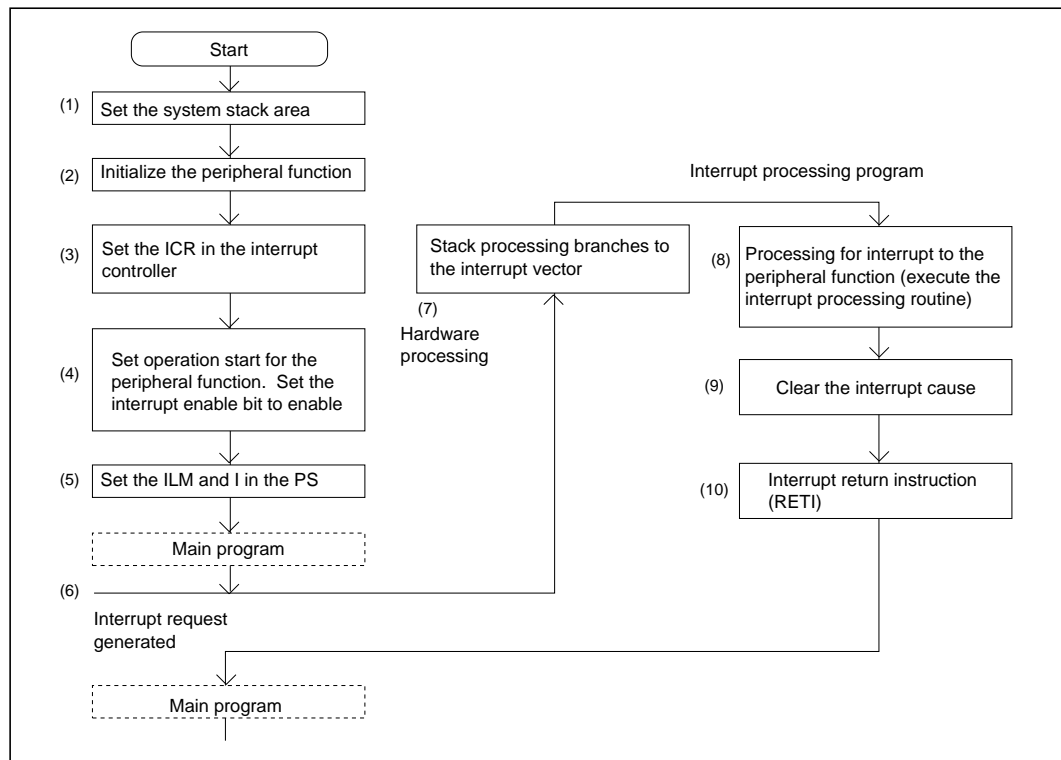 Start
(1)
Set the system stack area
(2)
Initialize the peripheral function
(3)
Set the ICR in the interrupt
controller
(4)
Set operation start for the
peripheral function.  Set the
interrupt enable bit to enable
(5)
Set the ILM and I in the PS
Main program
(6)
Interrupt request
generated
Main program
Stack processing branches to
the interrupt vector
(7)
Hardware
processing
Interrupt processing program
(8)
Processing for interrupt to the
peripheral function (execute the
interrupt processing routine)
(9)
Clear the interrupt cause
(10)
Interrupt return instruction
(RETI)